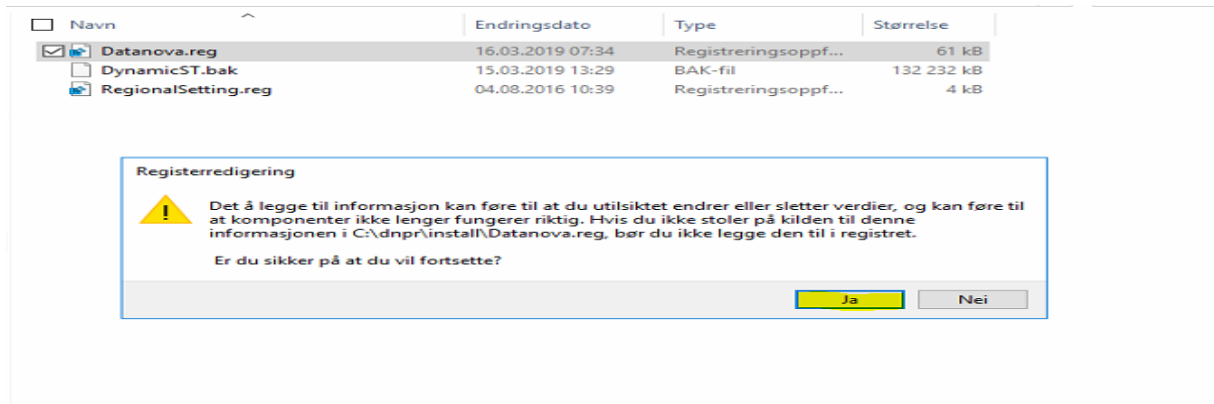 Navn Endringsdato Type Størrelse
Datanova.reg 16.03.2019 07:34 Registreringsoppf... 61 kB
DynamicST.bak 15.03.2019 13:29 BAK-fil 132 232 kB
RegionalSetting.reg 04.08.2016 10:39 Registreringsoppf... 4 kB
Registerredigering
Det å legge til informasjon kan føre til at du utilsiktet endrer eller sletter verdier, og kan føre til
at komponenter ikke lenger fungerer riktig. Hvis du ikke stoler på kilden til denne
informasjonen i C:\dnpr\install\Datanova.reg, bør du ikke legge den til i registret.
Er du sikker på at du vil fortsette?
Ja Nei